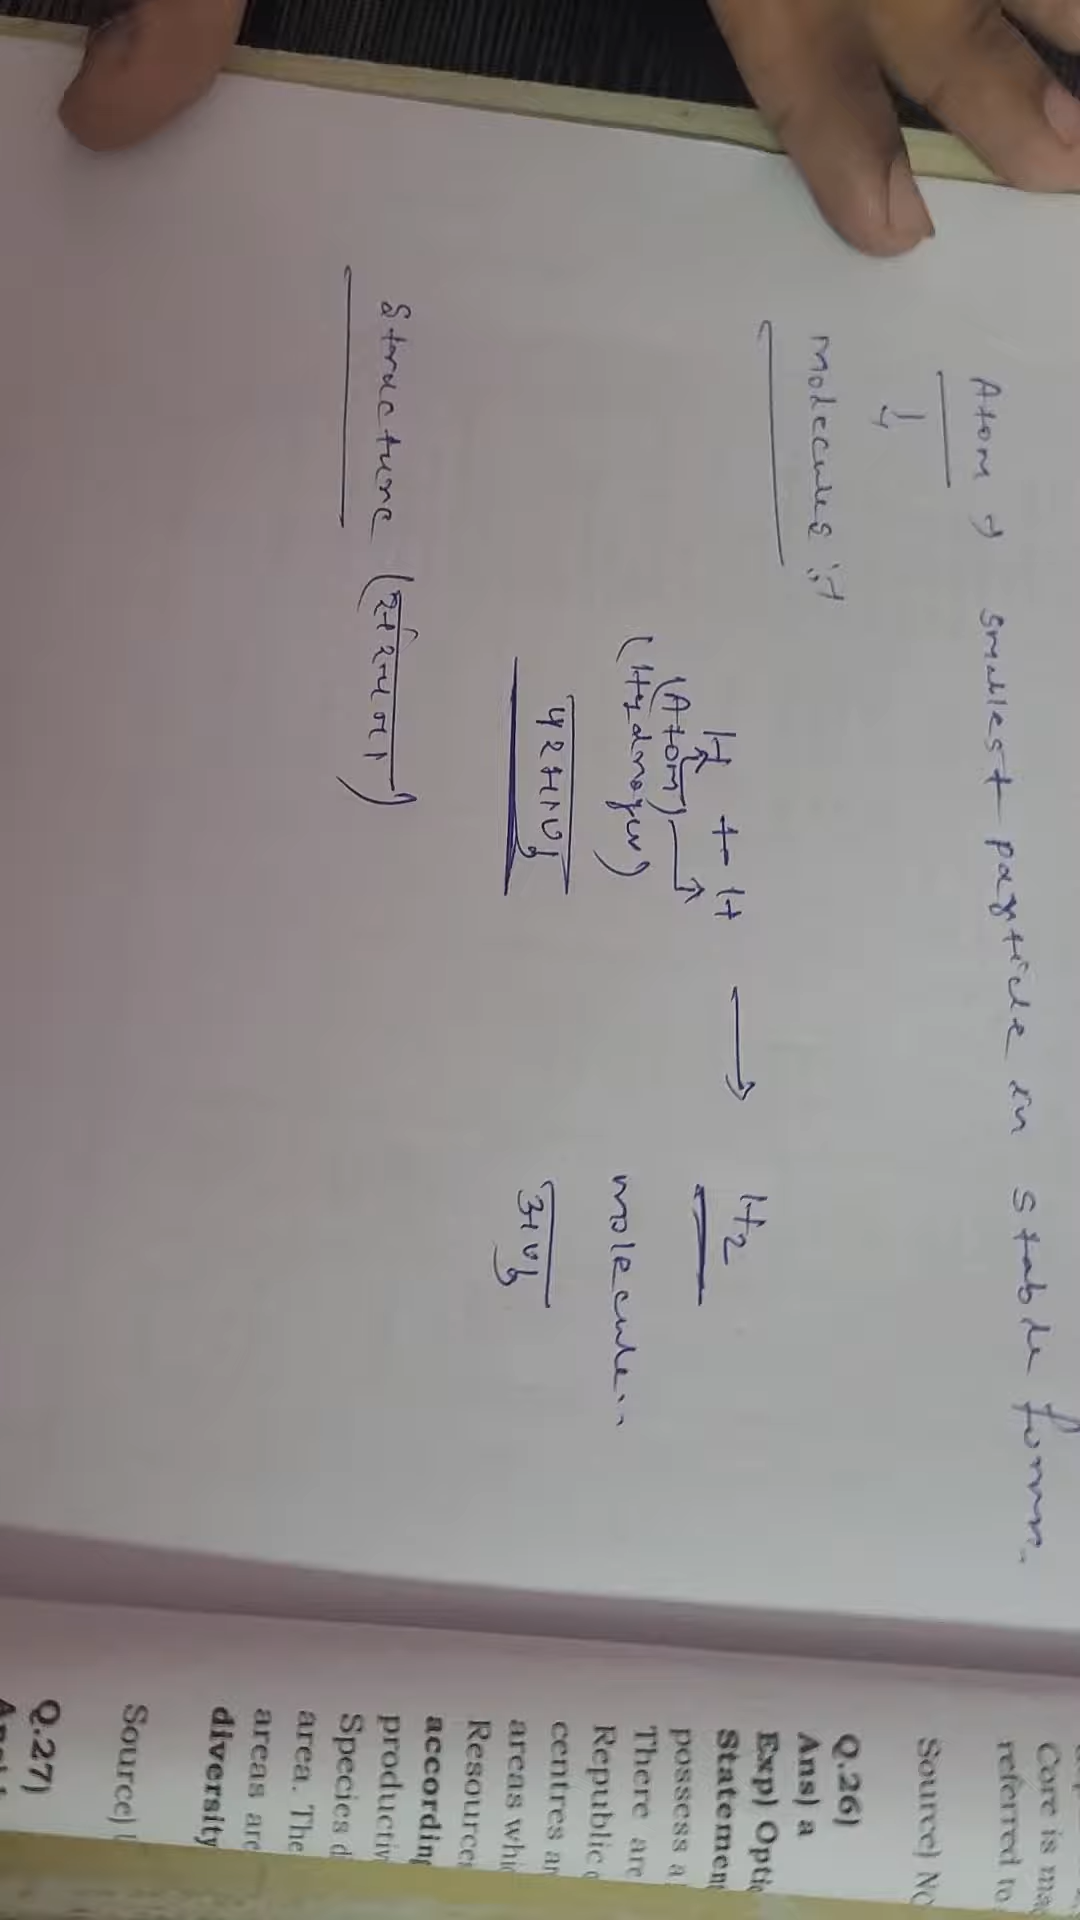 Atom → smallest particle in stable form.
↓
Molecules :→
H + H → H2
(Atom)
(Hydrogen) molecule..
परमाणु अणु
Structure (संरचना)
Core is ma
referred to
Source) NC
Q.26)
Ans) a
Exp) Optio
Statemen
possess a
There are
Republic
centres ar
areas whi
Resource
according
productiv
Species d
area. The
areas are
diversity
Source)
Q.27)